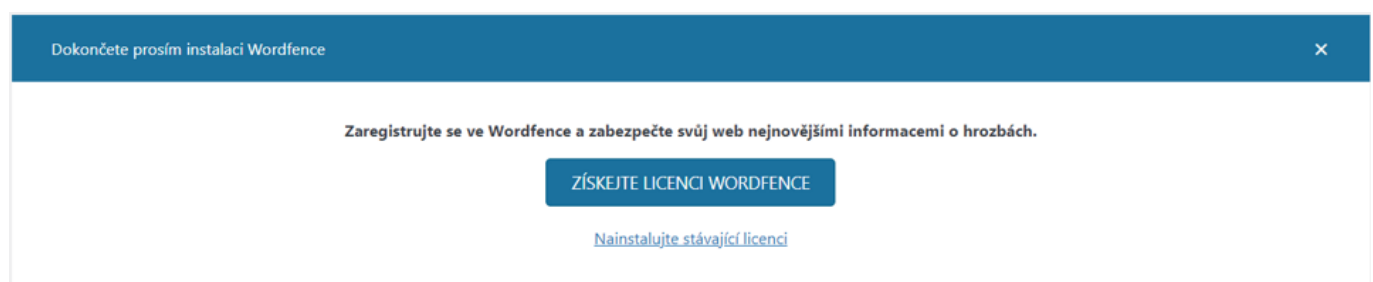 Dokončete prosím instalaci Wordfence
Zaregistrujte se ve Wordfence a zabezpečte svůj web nejnovějšími informacemi o hrozbách.
ZÍSKEJTE LICENCI WORDFENCE
Nainstalujte stávající licenci